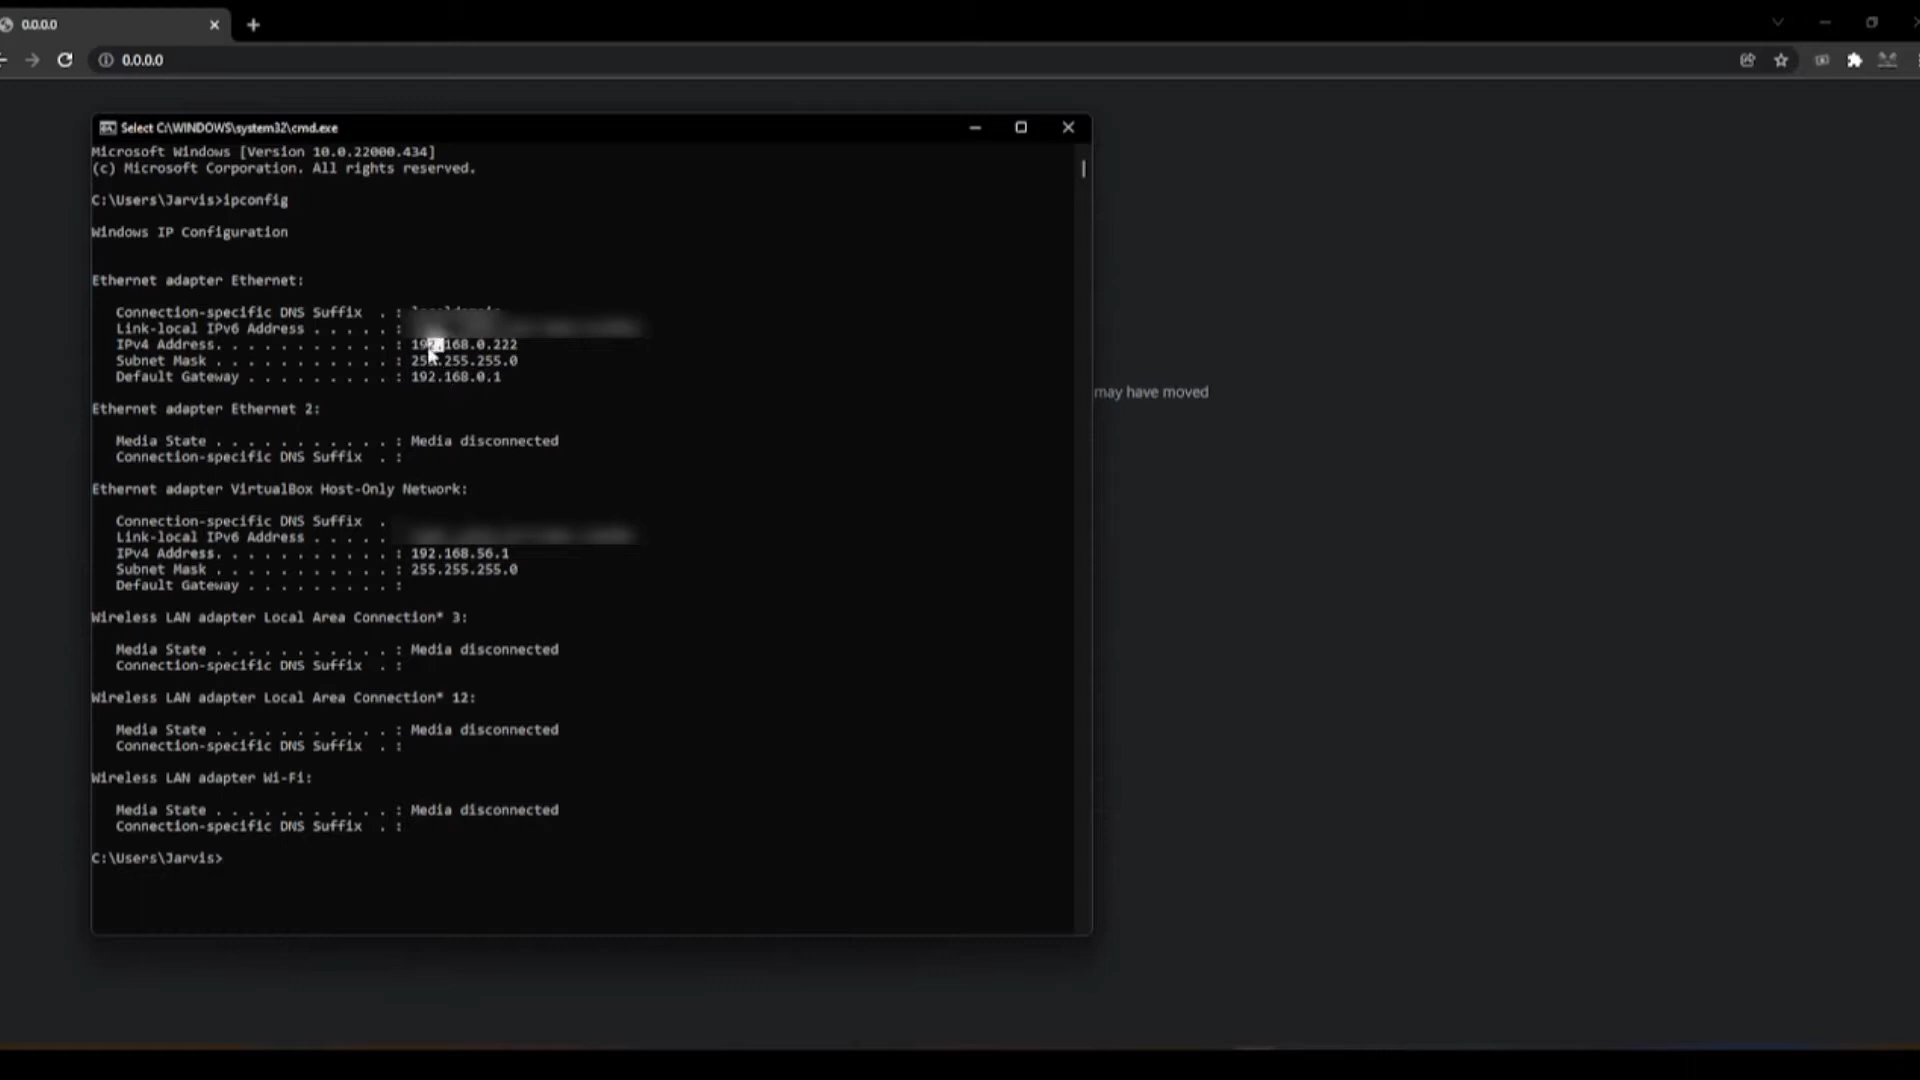 0.0.0.0
0.0.0.0
Select C:\WINDOWS\system32\cmd.exe
Microsoft Windows [Version 10.0.22000.434]
(c) Microsoft Corporation. All rights reserved.
C:\Users\Jarvis>ipconfig
Windows IP Configuration
Ethernet adapter Ethernet:
Connection-specific DNS Suffix . :
Link-local IPv6 Address . . . . . :
IPv4 Address. . . . . . . . . . . : 192.168.0.222
Subnet Mask . . . . . . . . . . . : 255.255.255.0
Default Gateway . . . . . . . . . : 192.168.0.1
Ethernet adapter Ethernet 2:
Media State . . . . . . . . . . . : Media disconnected
Connection-specific DNS Suffix . :
Ethernet adapter VirtualBox Host-Only Network:
Connection-specific DNS Suffix .
Link-local IPv6 Address . . . . .
IPv4 Address. . . . . . . . . . . : 192.168.56.1
Subnet Mask . . . . . . . . . . . : 255.255.255.0
Default Gateway . . . . . . . . . :
may have moved
Wireless LAN adapter Local Area Connection* 3:
Media State . . . . . . . . . . . : Media disconnected
Connection-specific DNS Suffix . :
Wireless LAN adapter Local Area Connection* 12:
Media State . . . . . . . . . . . : Media disconnected
Connection-specific DNS Suffix . :
Wireless LAN adapter Wi-Fi:
Media State . . . . . . . . . . . : Media disconnected
Connection-specific DNS Suffix . :
C:\Users\Jarvis>